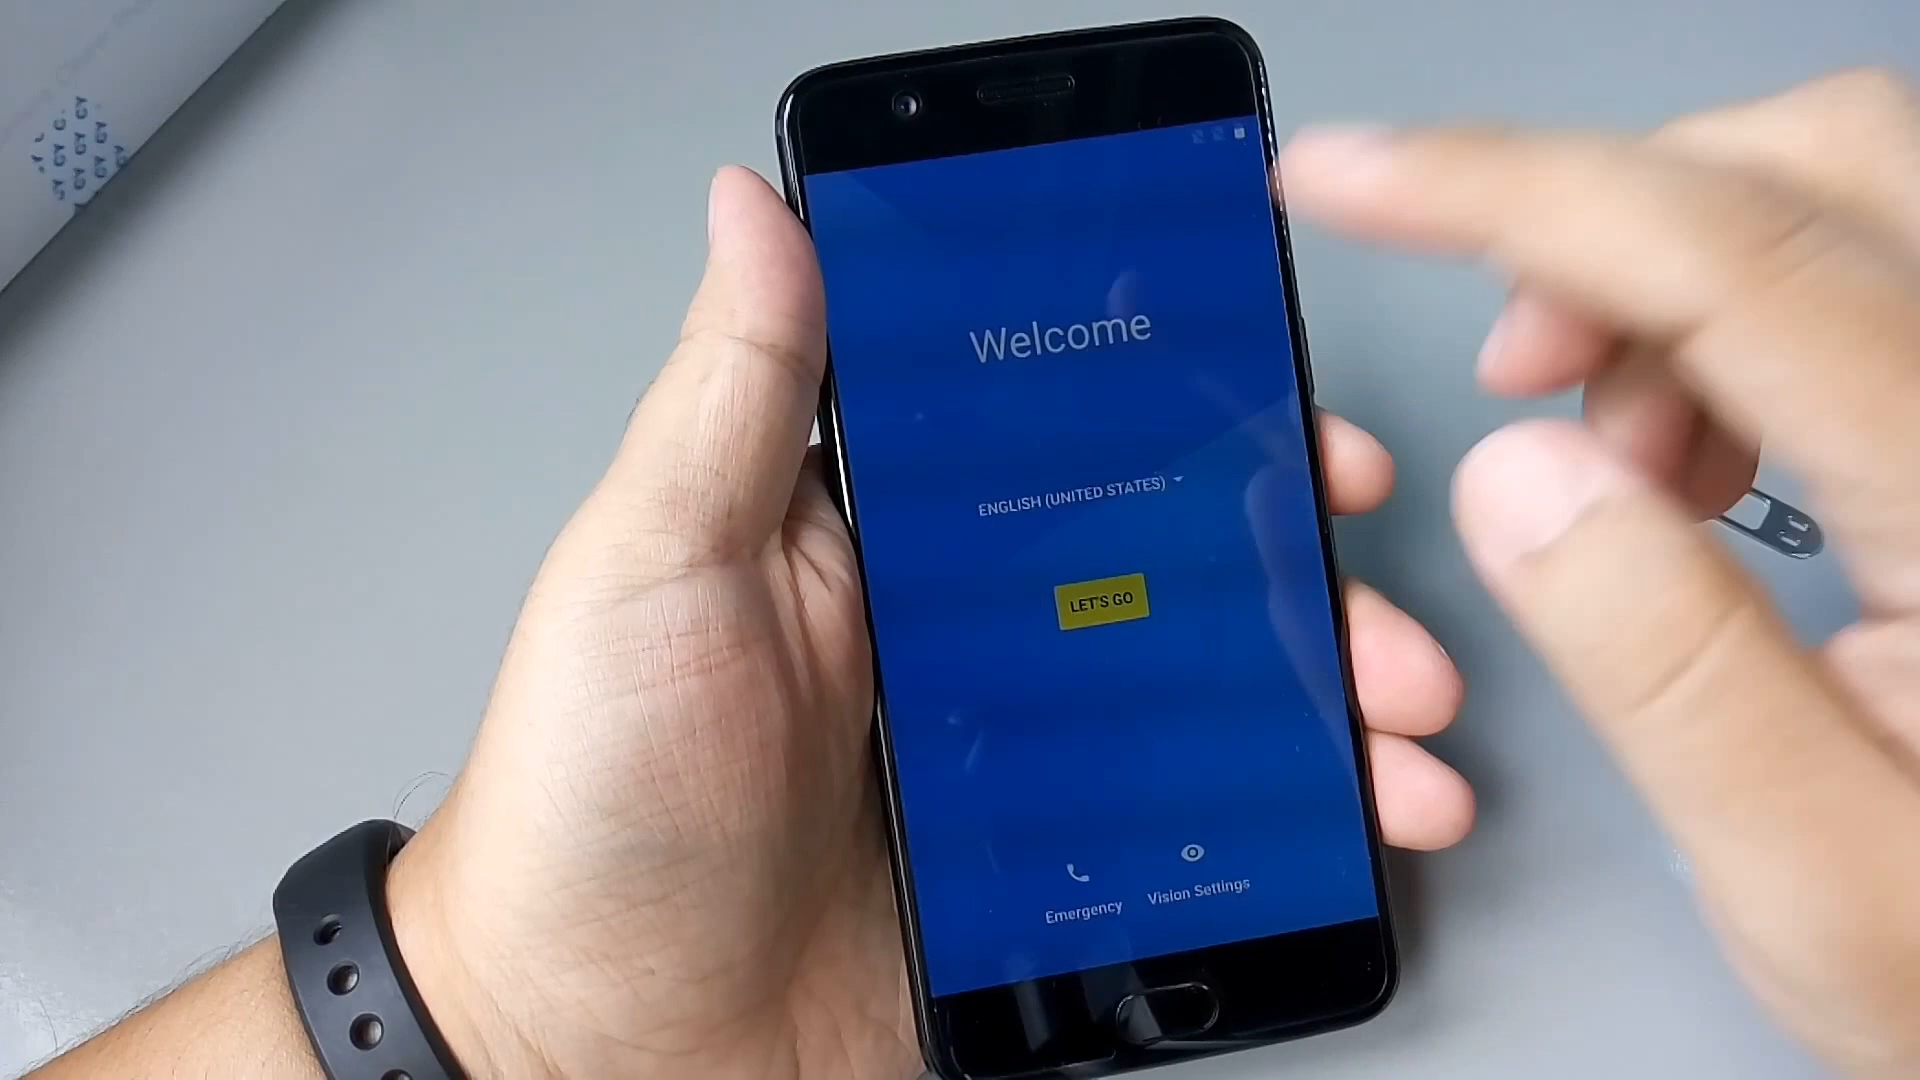 Welcome
ENGLISH (UNITED STATES)
LET'S GO
Emergency
Vision Settings